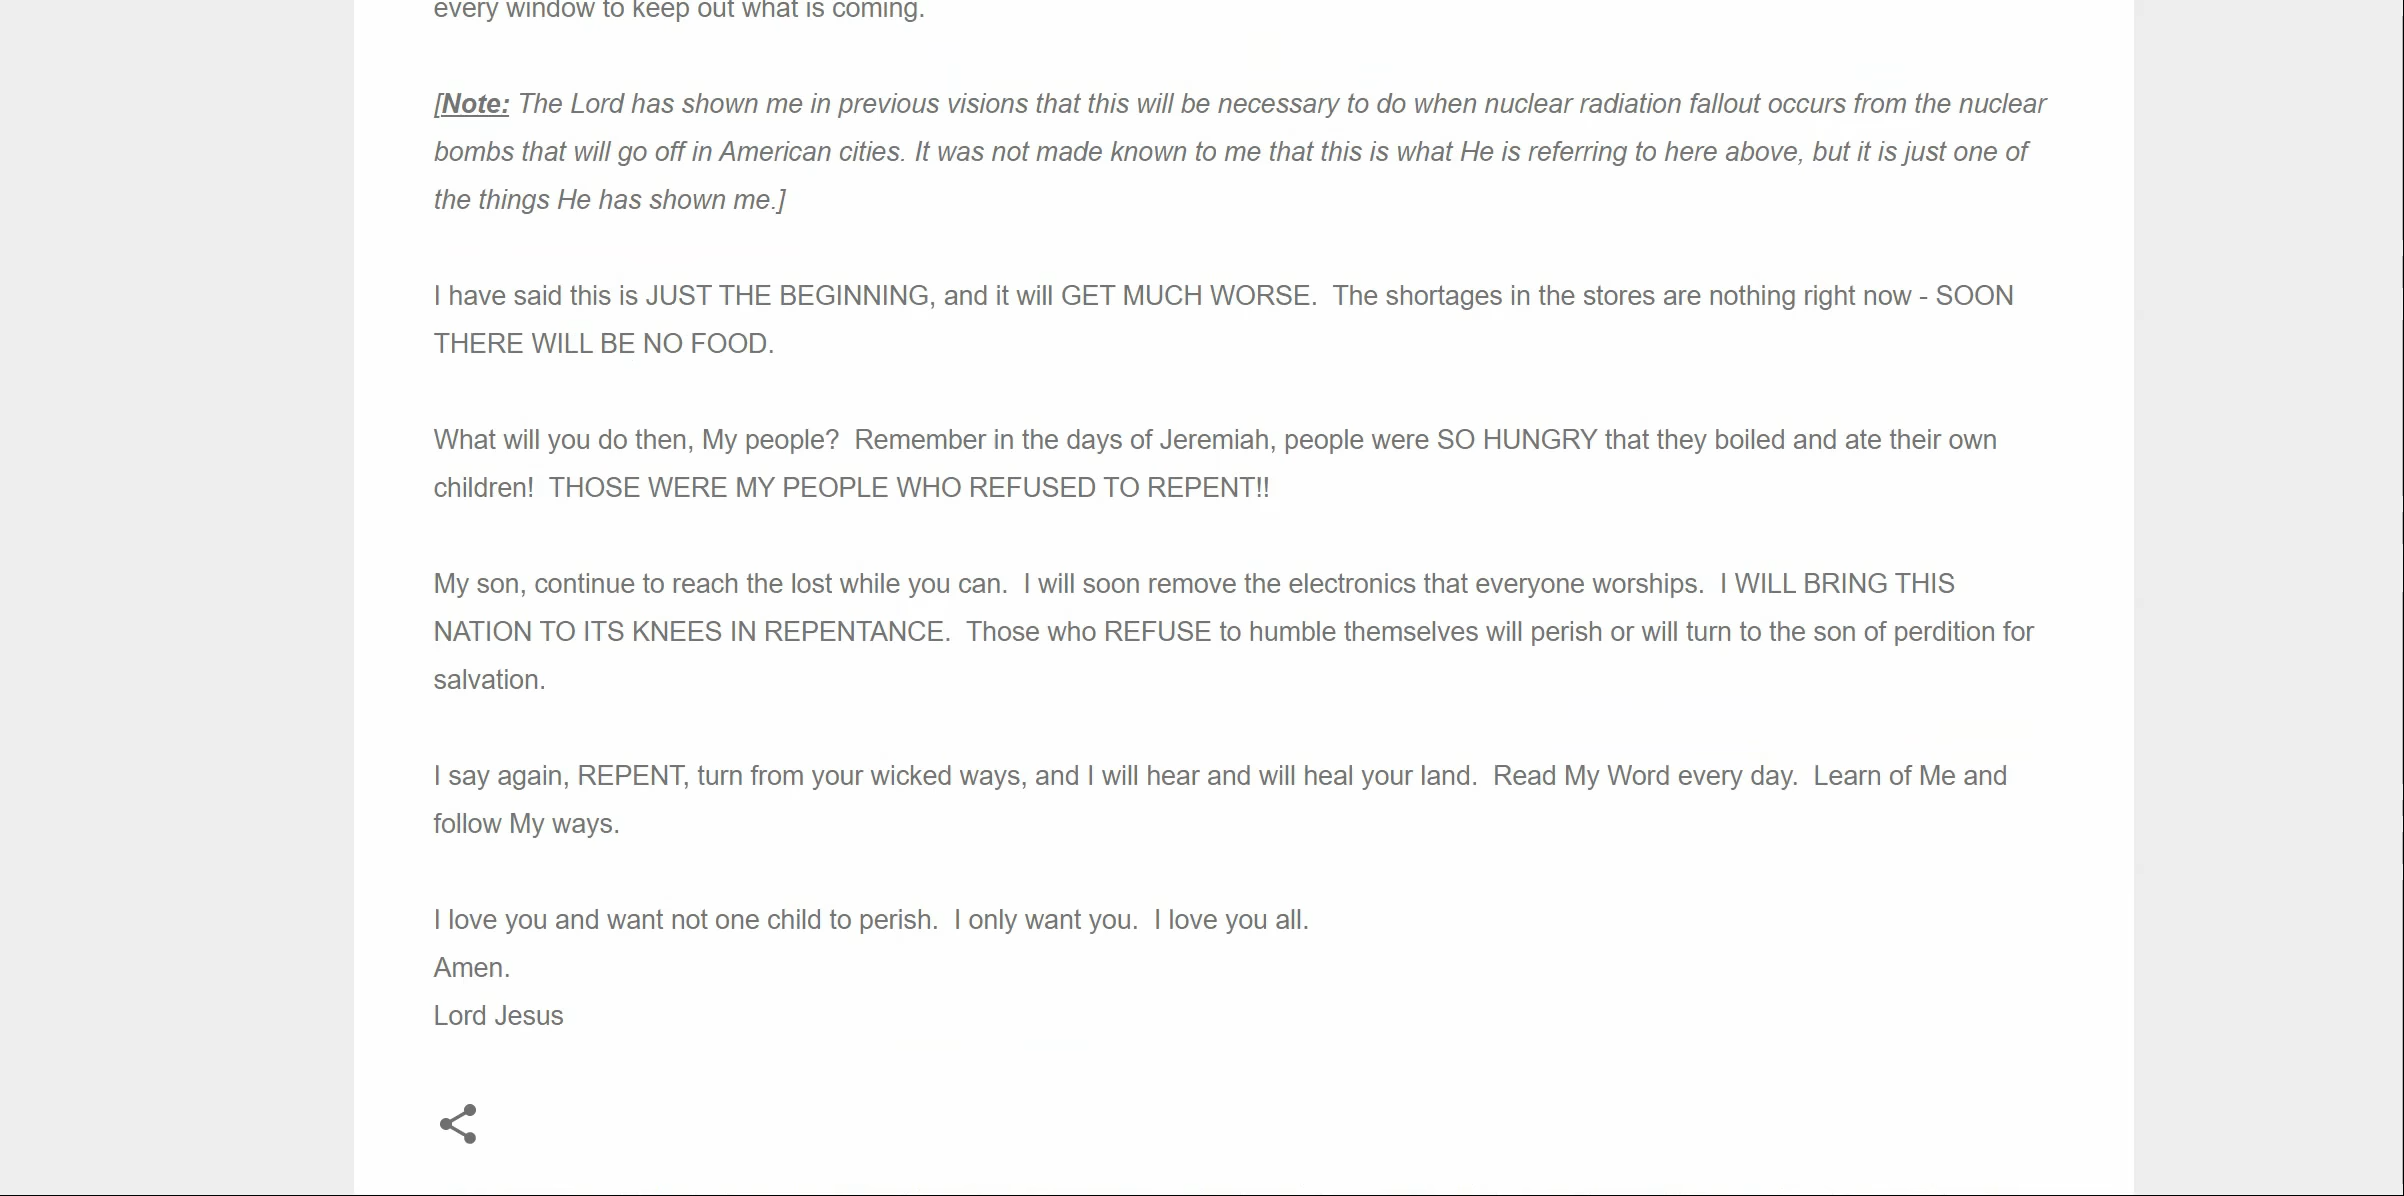 every window to keep out what is coming.
[Note: The Lord has shown me in previous visions that this will be necessary to do when nuclear radiation fallout occurs from the nuclear
bombs that will go off in American cities. It was not made known to me that this is what He is referring to here above, but it is just one of
the things He has shown me.]
I have said this is JUST THE BEGINNING, and it will GET MUCH WORSE.  The shortages in the stores are nothing right now - SOON
THERE WILL BE NO FOOD.
What will you do then, My people?  Remember in the days of Jeremiah, people were SO HUNGRY that they boiled and ate their own
children!  THOSE WERE MY PEOPLE WHO REFUSED TO REPENT!!
My son, continue to reach the lost while you can.  I will soon remove the electronics that everyone worships.  I WILL BRING THIS
NATION TO ITS KNEES IN REPENTANCE.  Those who REFUSE to humble themselves will perish or will turn to the son of perdition for
salvation.
I say again, REPENT, turn from your wicked ways, and I will hear and will heal your land.  Read My Word every day.  Learn of Me and
follow My ways.
I love you and want not one child to perish.  I only want you.  I love you all.
Amen.
Lord Jesus